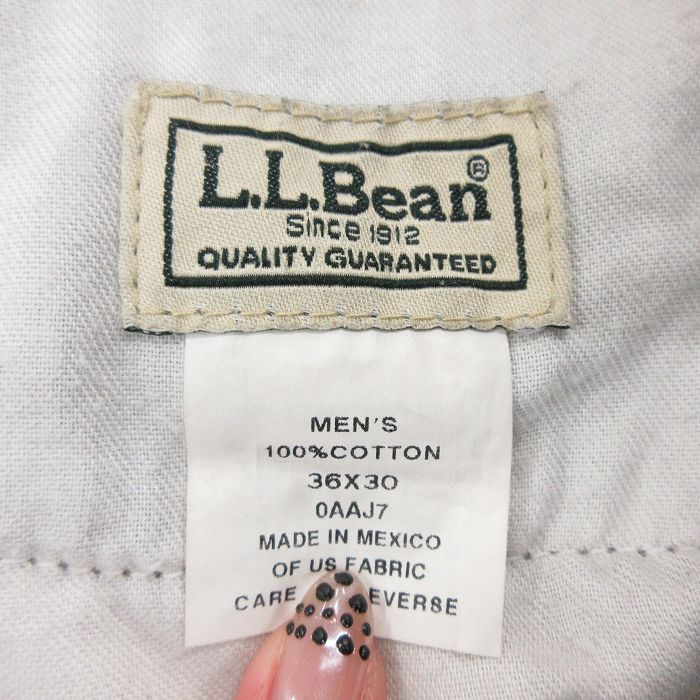 L.L.Bean®
Since 1912
QUALITY GUARANTEED
MEN'S
100%COTTON
36X30
0AAJ7
MADE IN MEXICO
OF US FABRIC
CARE EVERSE